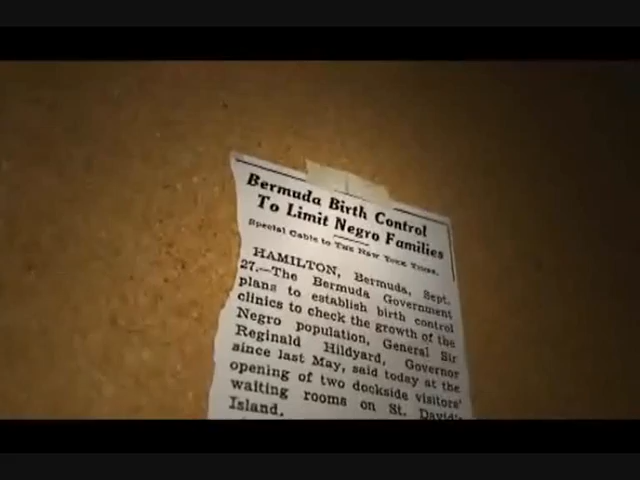 Bermuda Birth Control
To Limit Negro Families
Special Cable to THE NEW YORK TIMES.
HAMILTON, Bermuda, Sept.
27.—The Bermuda Government
plans to establish birth control
clinics to check the growth of the
Negro population, General Sir
Reginald Hildyard, Governor
since last May, said today at the
opening of two dockside visitors'
waiting rooms on St. David's
Island.